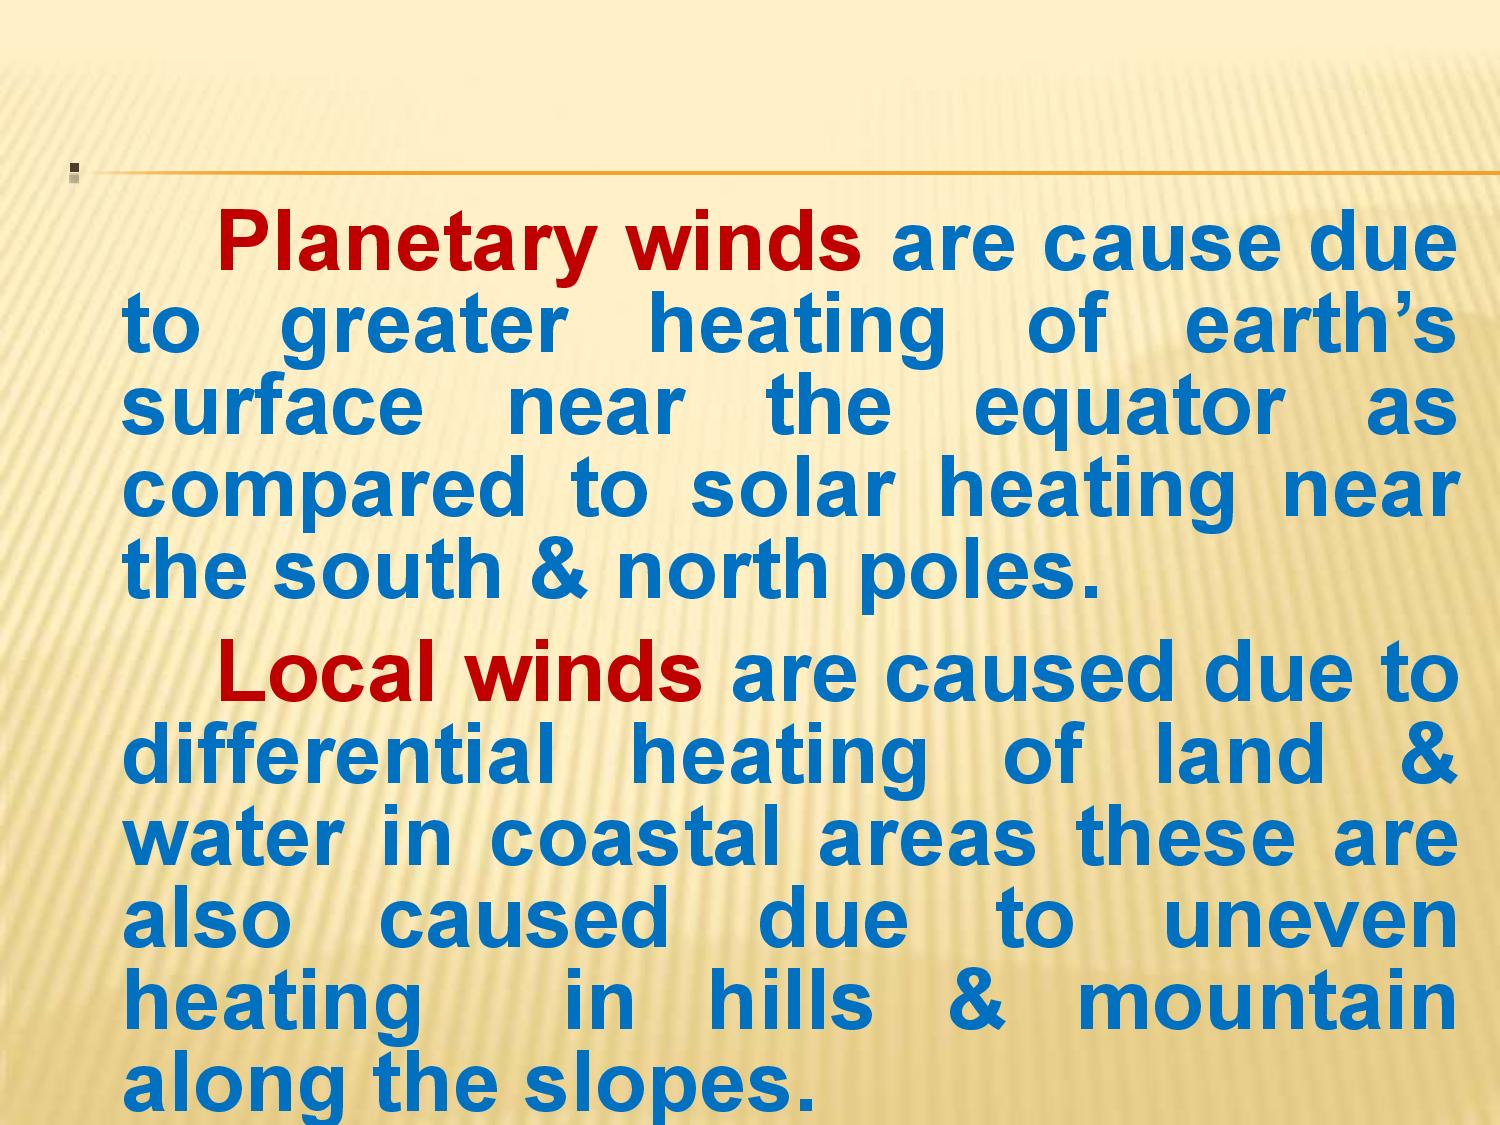 Planetary winds are cause due
to greater heating of earth’s
surface near the equator as
compared to solar heating near
the south & north poles.
Local winds are caused due to
differential heating of land &
water in coastal areas these are
also caused due to uneven
heating in hills & mountain
along the slopes.